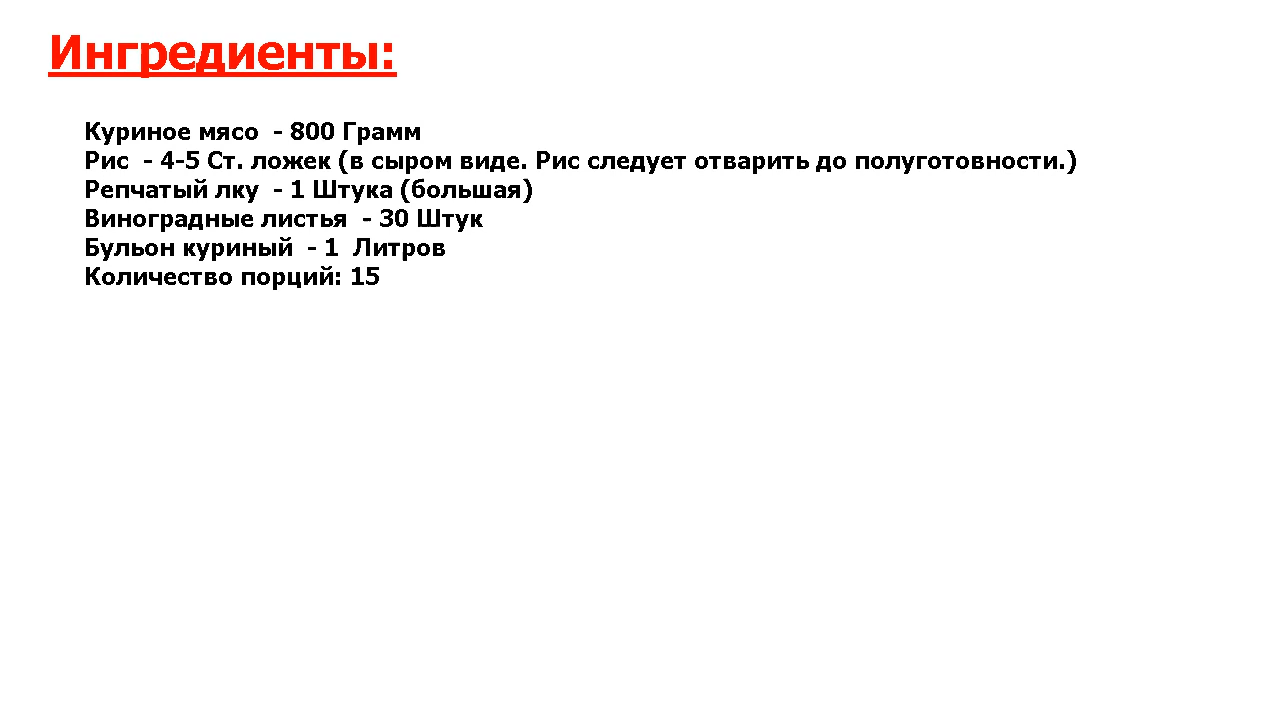 Ингредиенты:
Куриное мясо  - 800 Грамм
Рис  - 4-5 Ст. ложек (в сыром виде. Рис следует отварить до полуготовности.)
Репчатый лку  - 1 Штука (большая)
Виноградные листья  - 30 Штук
Бульон куриный  - 1  Литров
Количество порций: 15